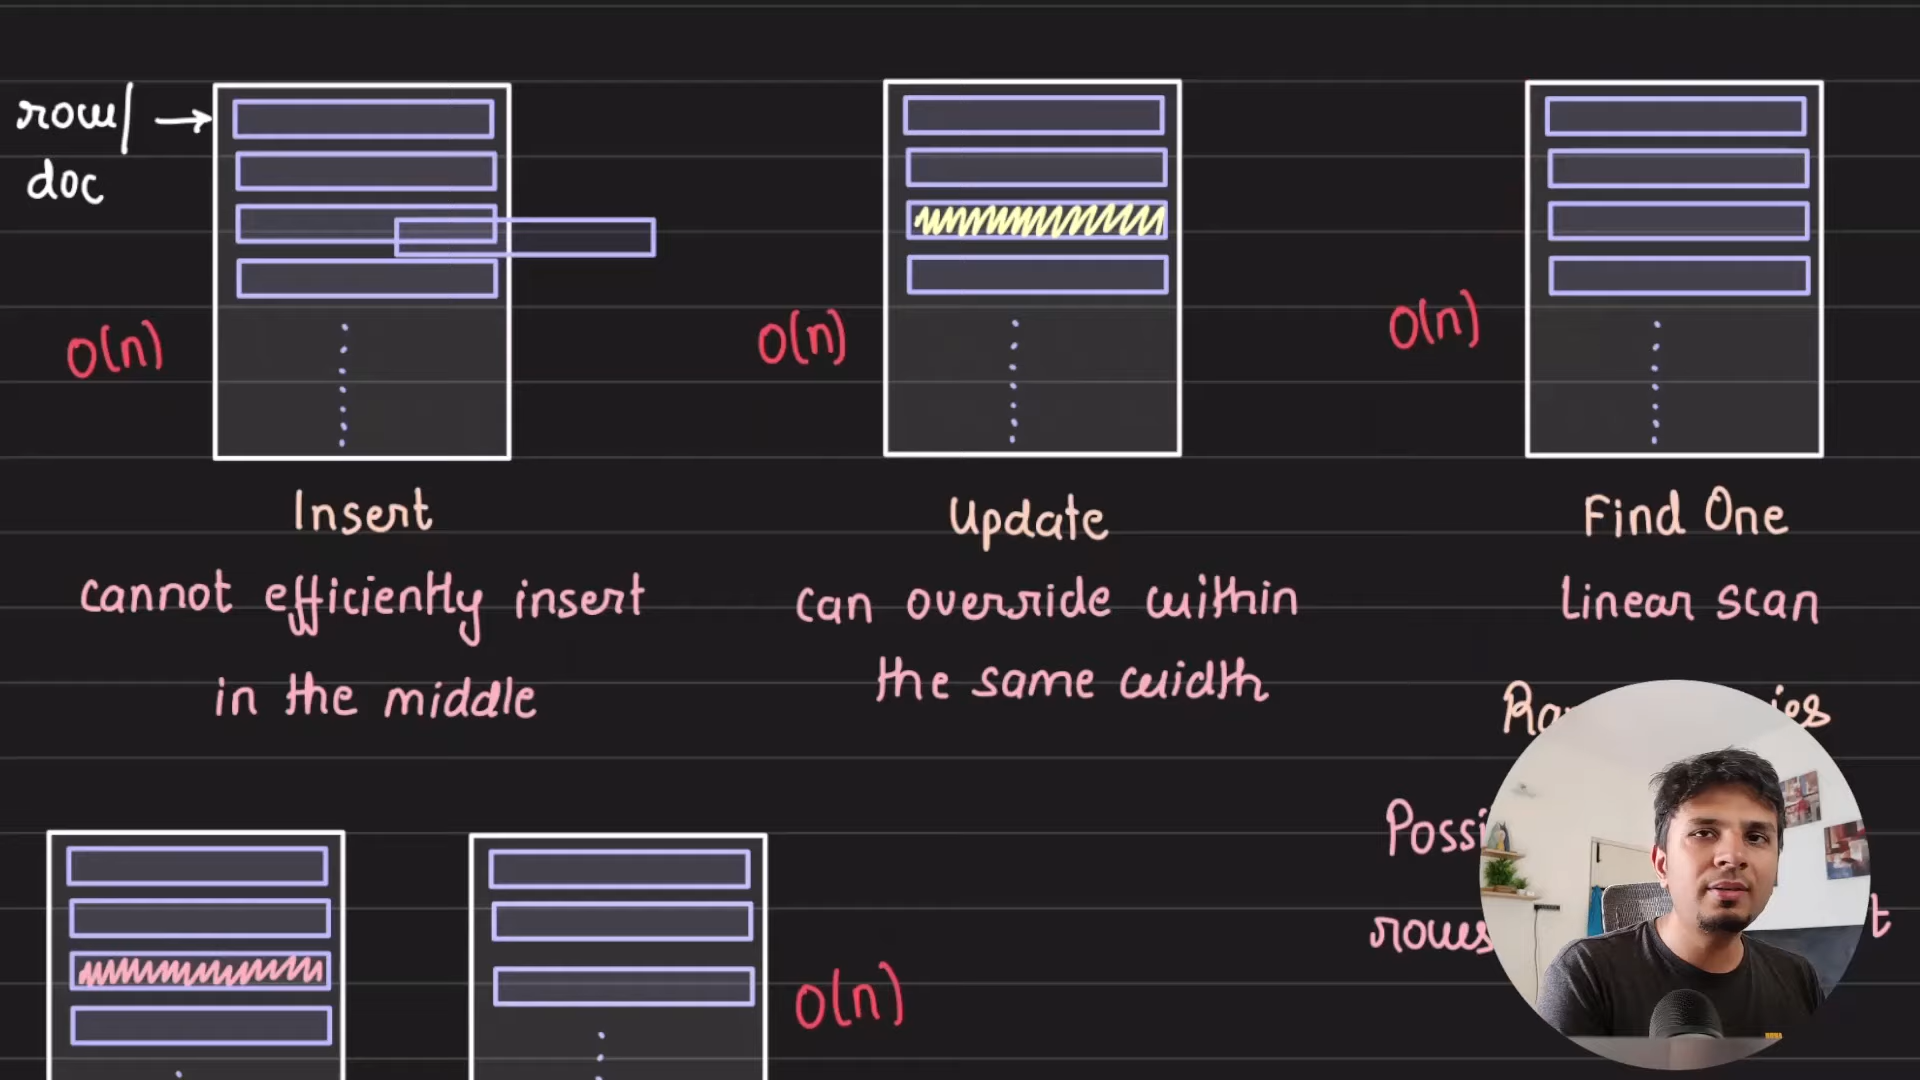 row/
doc
O(n)
O(n)
O(n)
Insert
Update
Find One
cannot efficiently insert
in the middle
can override within
the same width
Linear scan
rows
O(n)